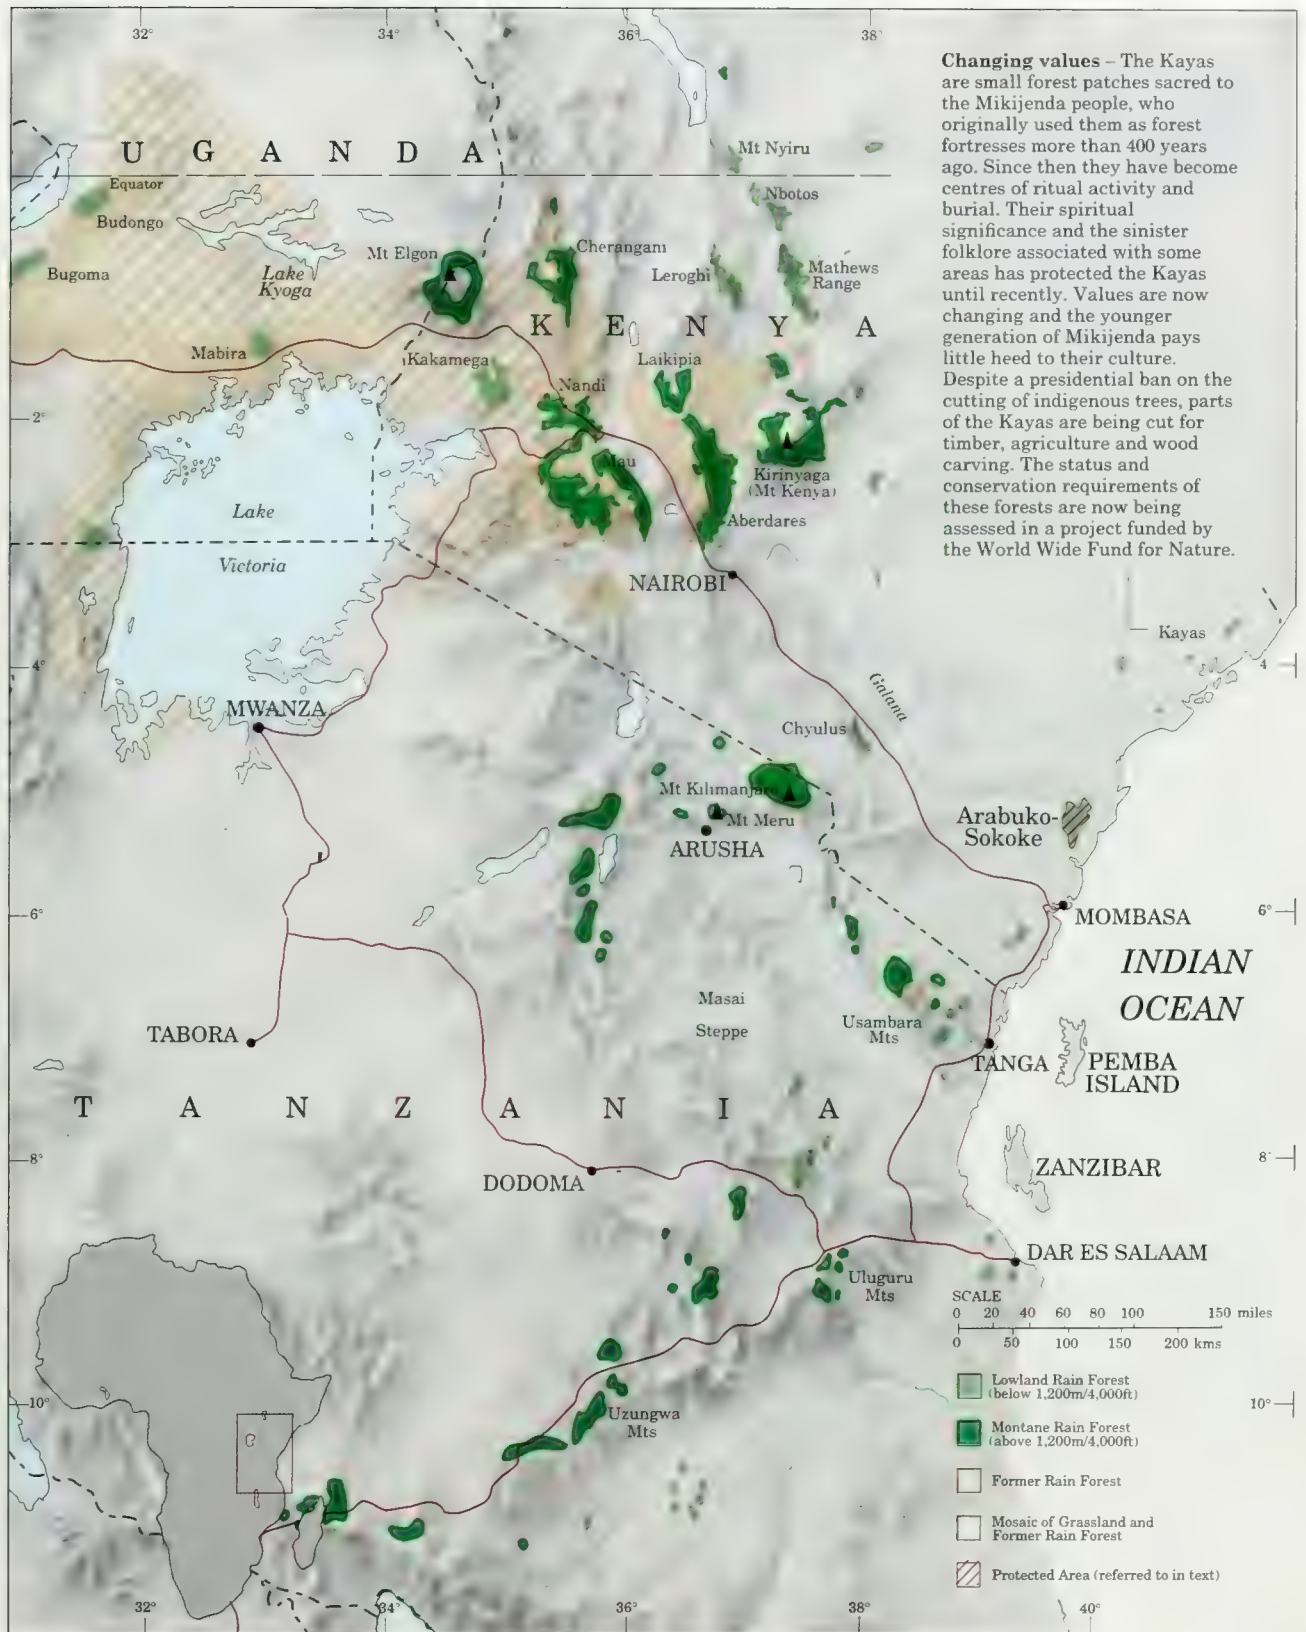 32°
34°
36°
38°
Changing values – The Kayas
are small forest patches sacred to
the Mikijenda people, who
originally used them as forest
fortresses more than 400 years
ago. Since then they have become
centres of ritual activity and
burial. Their spiritual
significance and the sinister
folklore associated with some
areas has protected the Kayas
until recently. Values are now
changing and the younger
generation of Mikijenda pays
little heed to their culture.
Despite a presidential ban on the
cutting of indigenous trees, parts
of the Kayas are being cut for
timber, agriculture and wood
carving. The status and
conservation requirements of
these forests are now being
assessed in a project funded by
the World Wide Fund for Nature.
UGANDA
Equator
Budongo
Bugoma
Lake
Kyoga
Mt Elgon
Cherangani
Mt Nyiru
Nbotos
Leroghi
Mathews
Range
KENYA
Mabira
Kakamega
Nandi
Laikipia
2°
Mau
Kirinyaga
(Mt Kenya)
Aberdares
Lake
Victoria
NAIROBI
Kayas
4°
4
MWANZA
Galana
Chyulus
Mt Kilimanjaro
Mt Meru
ARUSHA
Arabuko-
Sokoke
6°
6°
MOMBASA
INDIAN
OCEAN
Masai
Steppe
Usambara
Mts
TABORA
TANGA
PEMBA
ISLAND
TANZANIA
8°
8°
DODOMA
ZANZIBAR
DAR ES SALAAM
Uluguru
Mts
SCALE
0 20 40 60 80 100 150 miles
0 50 100 150 200 kms
Lowland Rain Forest
(below 1,200m/4,000ft)
10°
10°
Uzungwa
Mts
Montane Rain Forest
(above 1,200m/4,000ft)
Former Rain Forest
Mosaic of Grassland and
Former Rain Forest
Protected Area (referred to in text)
32°
34°
36°
38°
40°